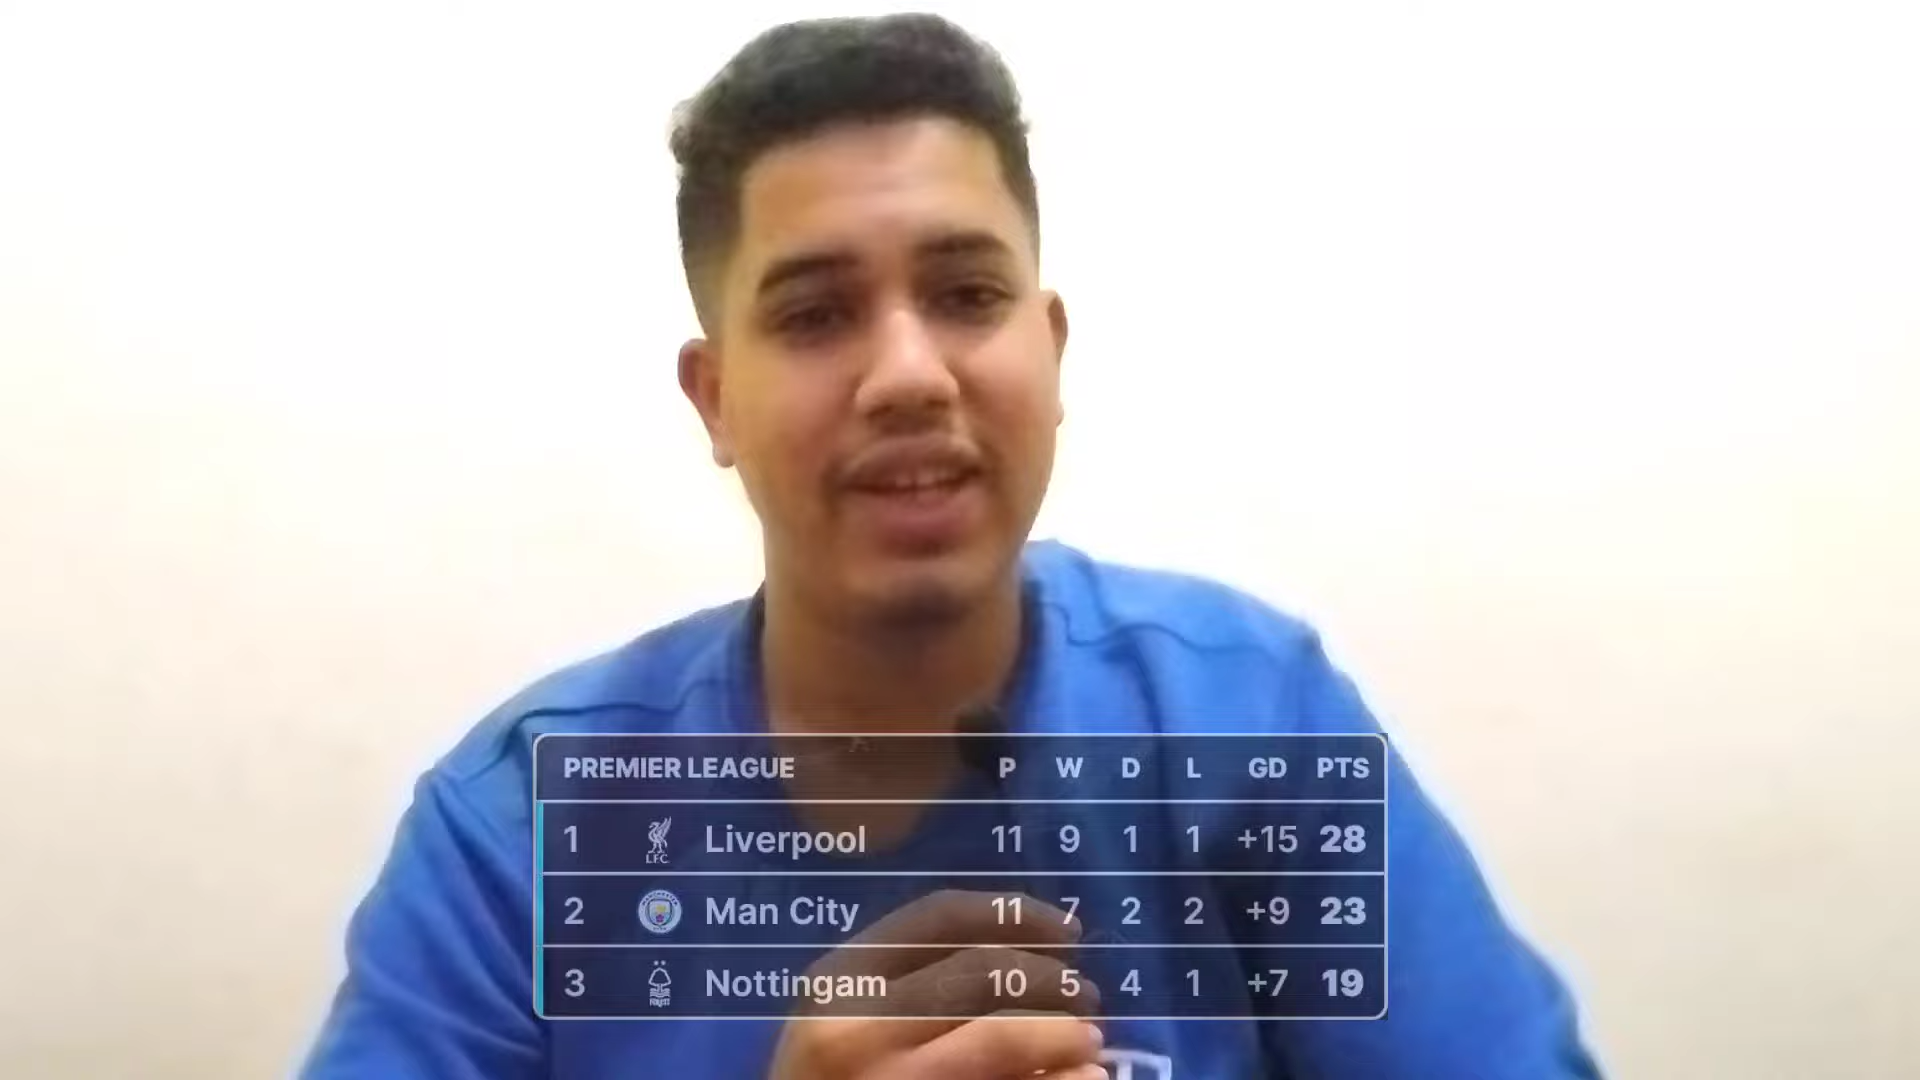 PREMIER LEAGUE P W D L GD PTS
1 LFC Liverpool 11 9 1 1 +15 28
2 Man City 11 7 2 2 +9 23
3 Nottingam 10 5 4 1 +7 19